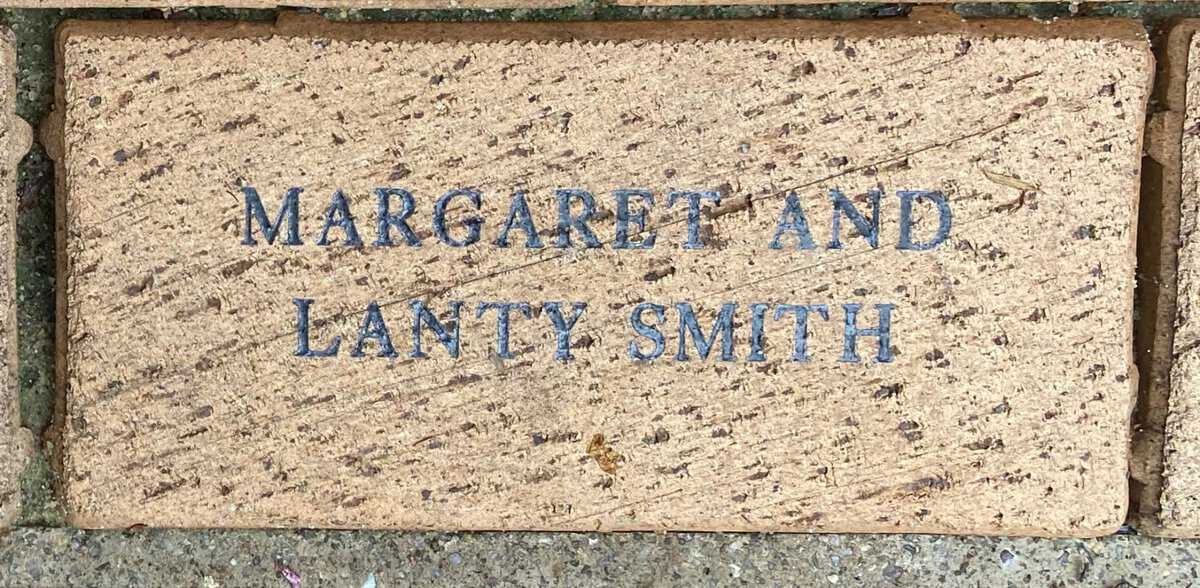 MARGARET AND
LANTY SMITH